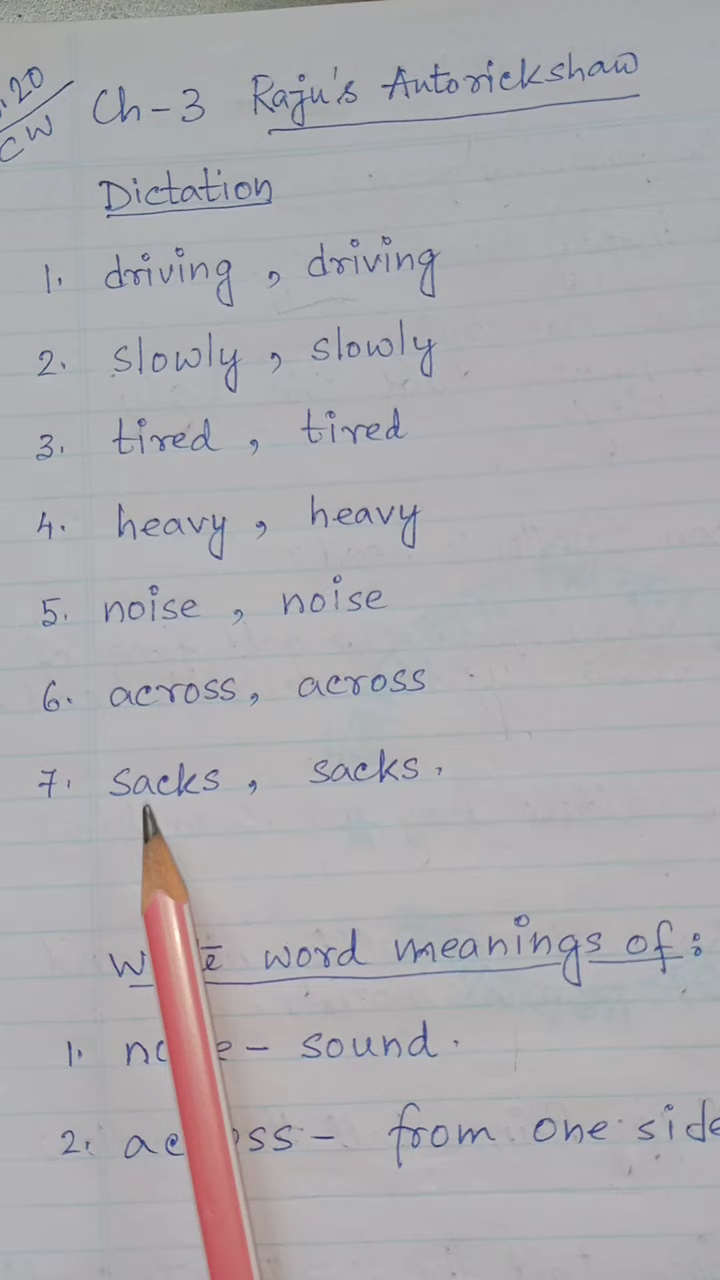 .20
CW
Ch-3 Raju's Autorickshaw
Dictation
1. driving, driving
2. slowly, slowly
3. tired, tired
4. heavy, heavy
5. noise, noise
6. across, across
7. sacks, sacks.
word meanings of:
1. - sound.
2. - from one side